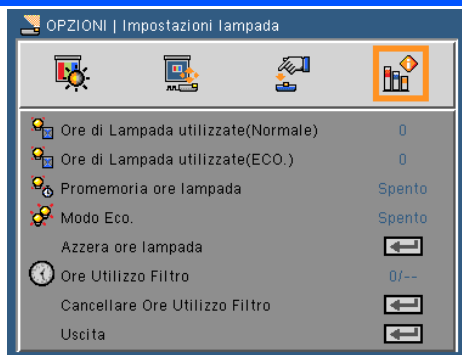 OPZIONI | Impostazioni lampada
Ore di Lampada utilizzate(Normale) 0
Ore di Lampada utilizzate(ECO.) 0
Promemoria ore lampada Spento
Modo Eco. Spento
Azzera ore lampada
Ore Utilizzo Filtro 0/--
Cancellare Ore Utilizzo Filtro
Uscita